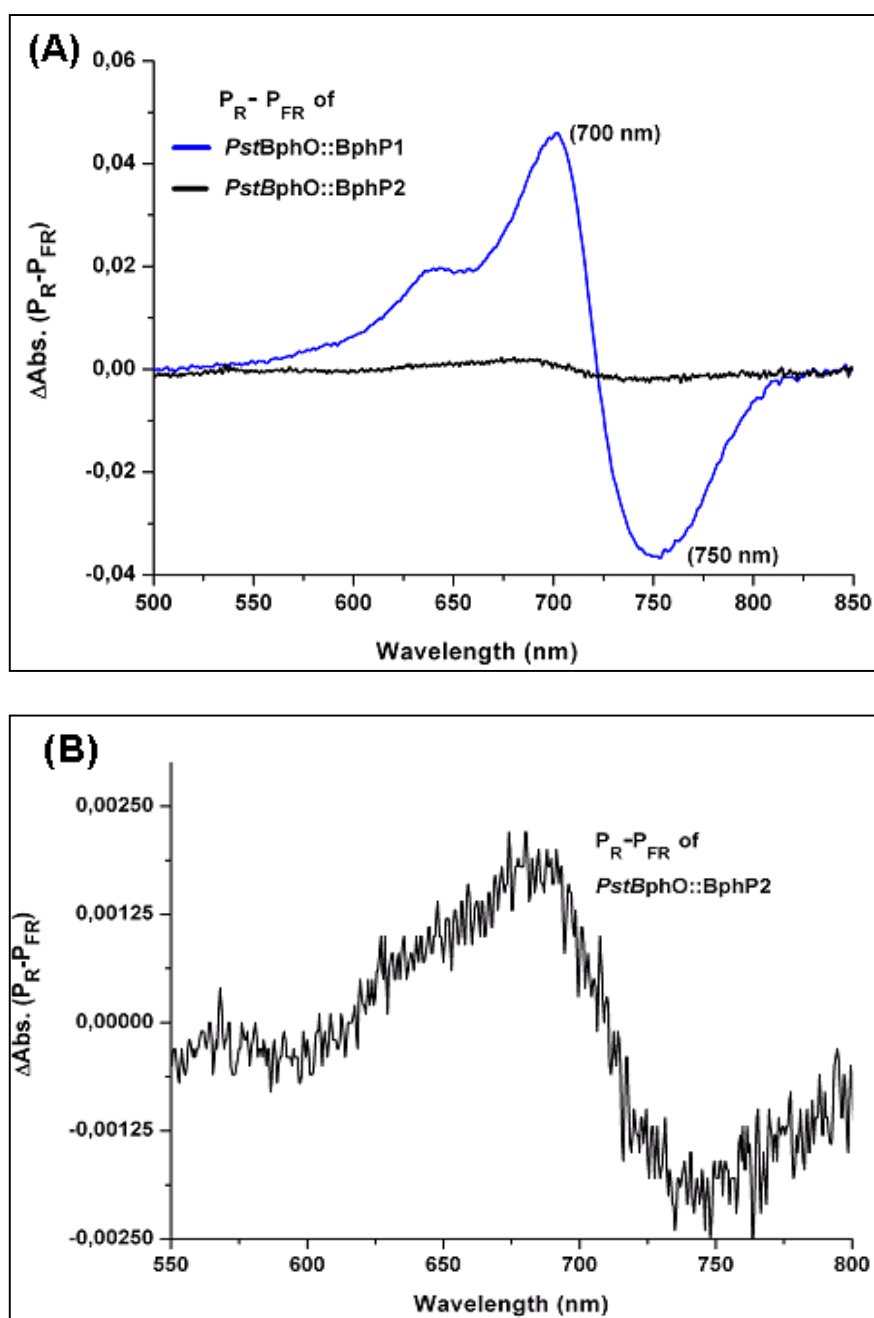 (A)
0,06
0,04
0,02
0,00
-0,02
-0,04
ΔAbs. (P_R-P_FR)
P_R- P_FR of
PstBphO::BphP1
PstBphO::BphP2
(700 nm)
(750 nm)
500 550 600 650 700 750 800 850
Wavelength (nm)
(B)
0,00250
0,00125
0,00000
-0,00125
-0,00250
ΔAbs. (P_R-P_FR)
P_R-P_FR of
PstBphO::BphP2
550 600 650 700 750 800
Wavelength (nm)